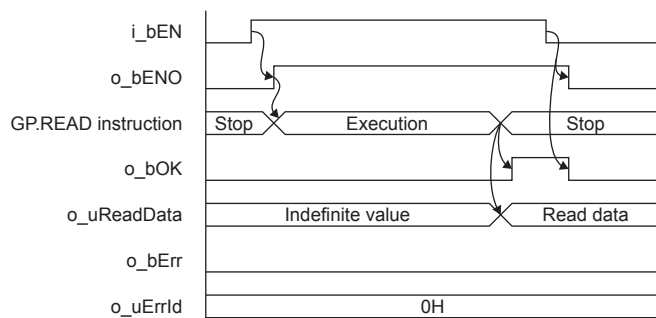 i_bEN
o_bENO
GP.READ instruction Stop Execution Stop
o_bOK
o_uReadData Indefinite value Read data
o_bErr
o_uErrId 0H